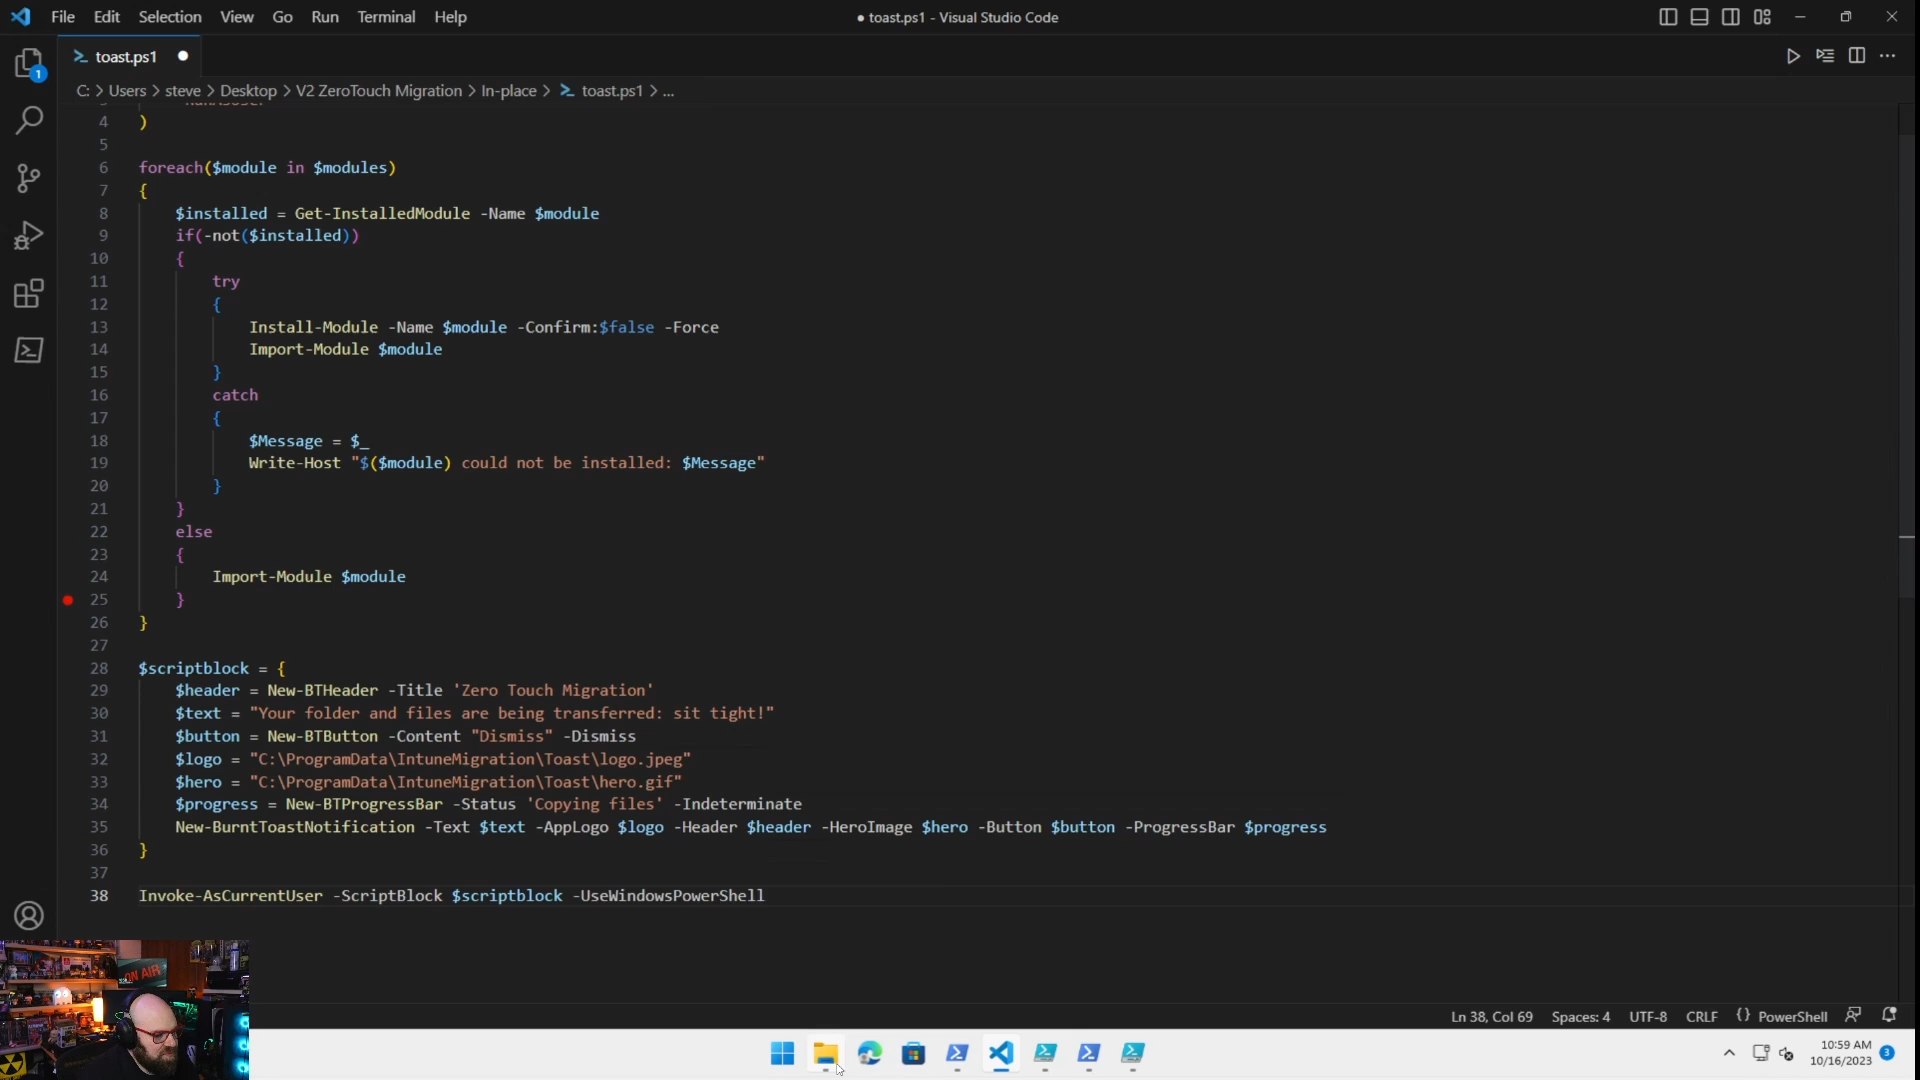 File Edit Selection View Go Run Terminal Help
● toast.ps1 - Visual Studio Code
toast.ps1
C: > Users > steve > Desktop > V2 ZeroTouch Migration > In-place > toast.ps1 > ...
4 )
5
6 foreach($module in $modules)
7 {
8 $installed = Get-InstalledModule -Name $module
9 if(-not($installed))
10 {
11 try
12 {
13 Install-Module -Name $module -Confirm:$false -Force
14 Import-Module $module
15 }
16 catch
17 {
18 $Message = $_
19 Write-Host "$($module) could not be installed: $Message"
20 }
21 }
22 else
23 {
24 Import-Module $module
25 }
26 }
27
28 $scriptblock = {
29 $header = New-BTHeader -Title 'Zero Touch Migration'
30 $text = "Your folder and files are being transferred: sit tight!"
31 $button = New-BTButton -Content "Dismiss" -Dismiss
32 $logo = "C:\ProgramData\IntuneMigration\Toast\logo.jpeg"
33 $hero = "C:\ProgramData\IntuneMigration\Toast\hero.gif"
34 $progress = New-BTProgressBar -Status 'Copying files' -Indeterminate
35 New-BurntToastNotification -Text $text -AppLogo $logo -Header $header -HeroImage $hero -Button $button -ProgressBar $progress
36 }
37
38 Invoke-AsCurrentUser -ScriptBlock $scriptblock -UseWindowsPowerShell
1
ON AIR
Ln 38, Col 69 Spaces: 4 UTF-8 CRLF {} PowerShell
10:59 AM
10/16/2023
3